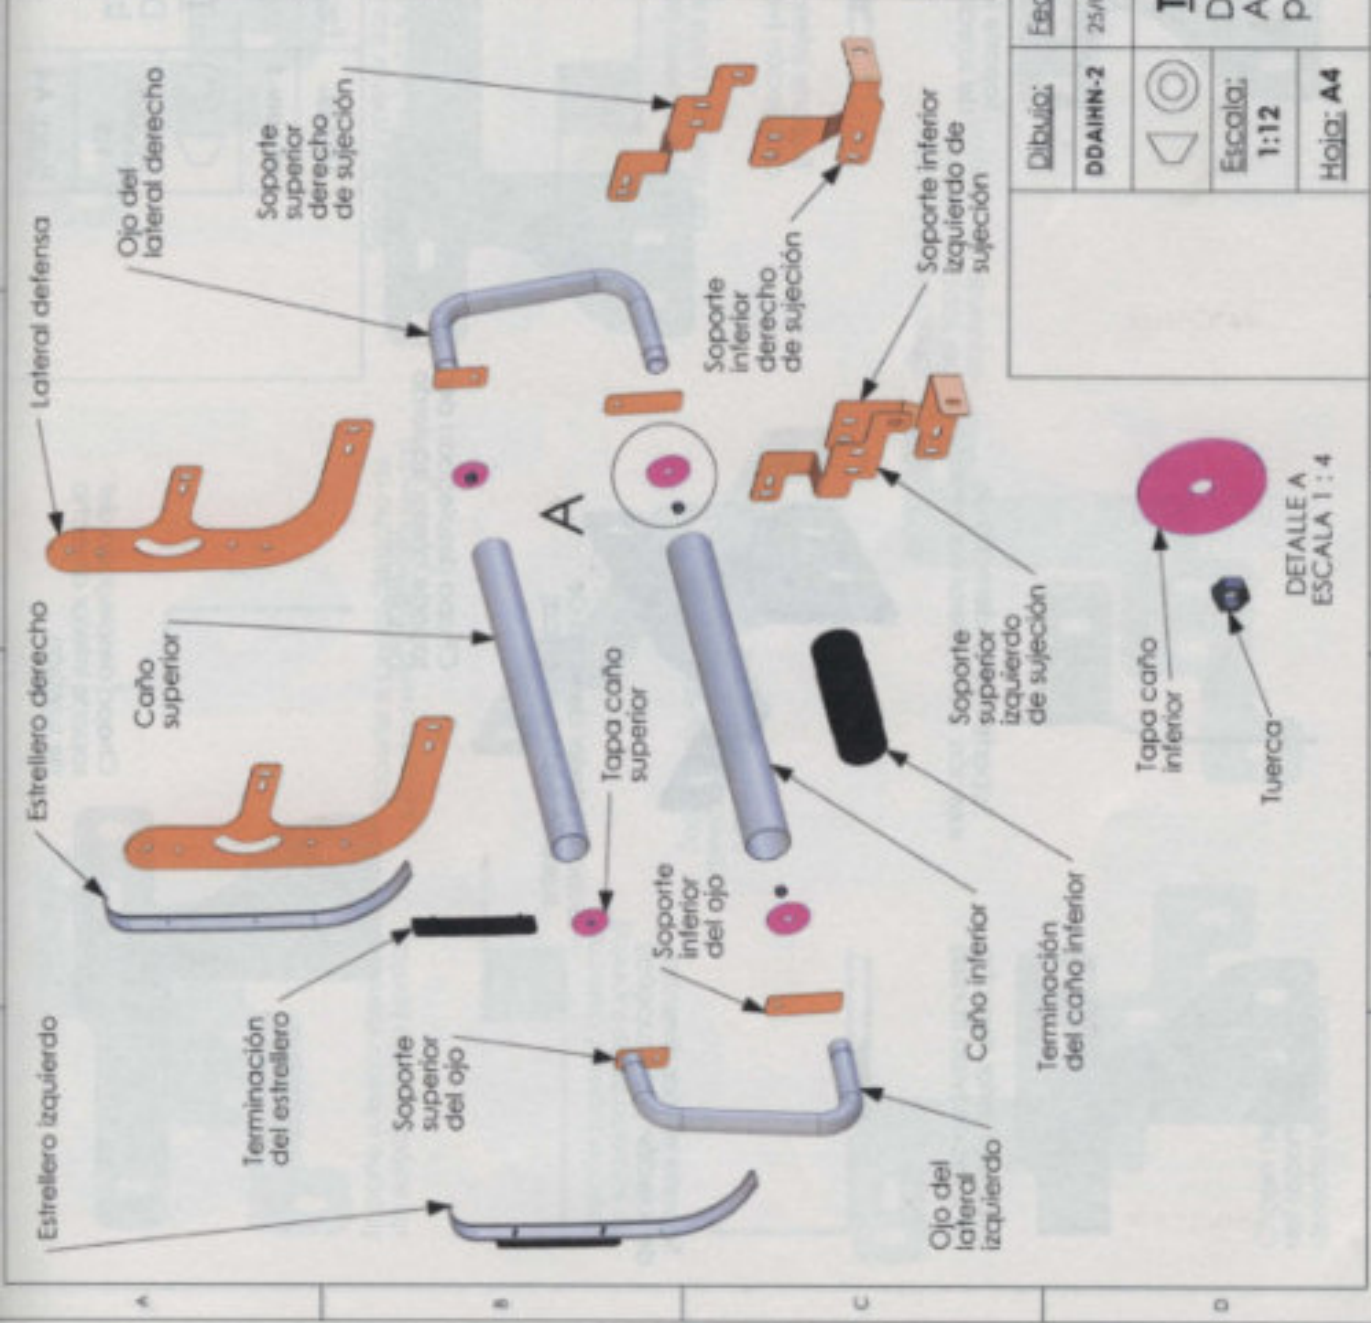 Estrellero izquierdo
Estrellero derecho
Lateral defensa
Ojo del
lateral derecho
Soporte
superior
derecho
de sujeción
Caño
superior
Terminación
del estrellero
Soporte
superior
del ojo
Tapa caño
superior
A
Soporte
inferior
del ojo
Soporte
inferior
derecho
de sujeción
Soporte inferior
izquierdo de
sujeción
Ojo del
lateral
izquierdo
Caño inferior
Terminación
del caño inferior
Soporte
superior
izquierdo
de sujeción
Tapa caño
inferior
Tuerca
DETALLE A
ESCALA 1 : 4
Dibujo:
DDAIHN-2
Escala:
1:12
Hoja: A4
A
B
C
D